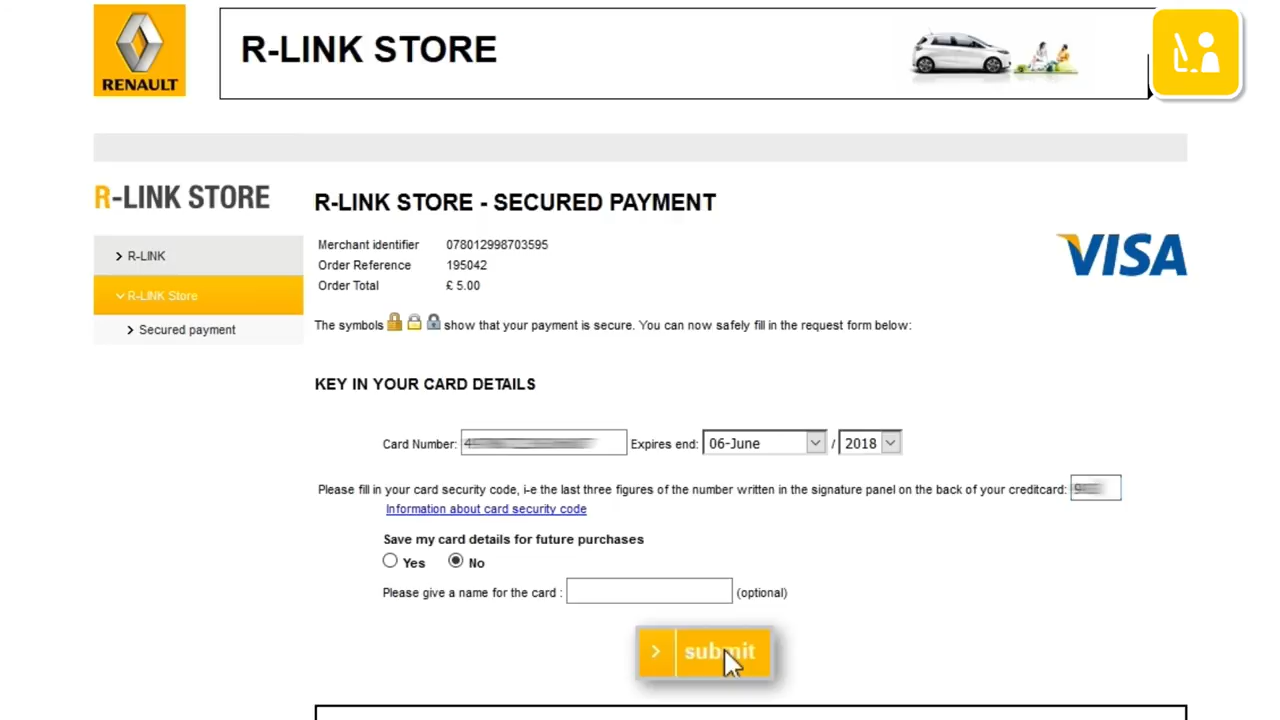 RENAULT
R-LINK STORE
R-LINK STORE
R-LINK STORE - SECURED PAYMENT
Merchant identifier 078012998703595
Order Reference 195042
Order Total £ 5.00
VISA
R-LINK
R-LINK Store
Secured payment
The symbols show that your payment is secure. You can now safely fill in the request form below:
KEY IN YOUR CARD DETAILS
Card Number: Expires end: 06-June / 2018
Please fill in your card security code, i-e the last three figures of the number written in the signature panel on the back of your creditcard:
Information about card security code
Save my card details for future purchases
Yes No
Please give a name for the card : (optional)
submit